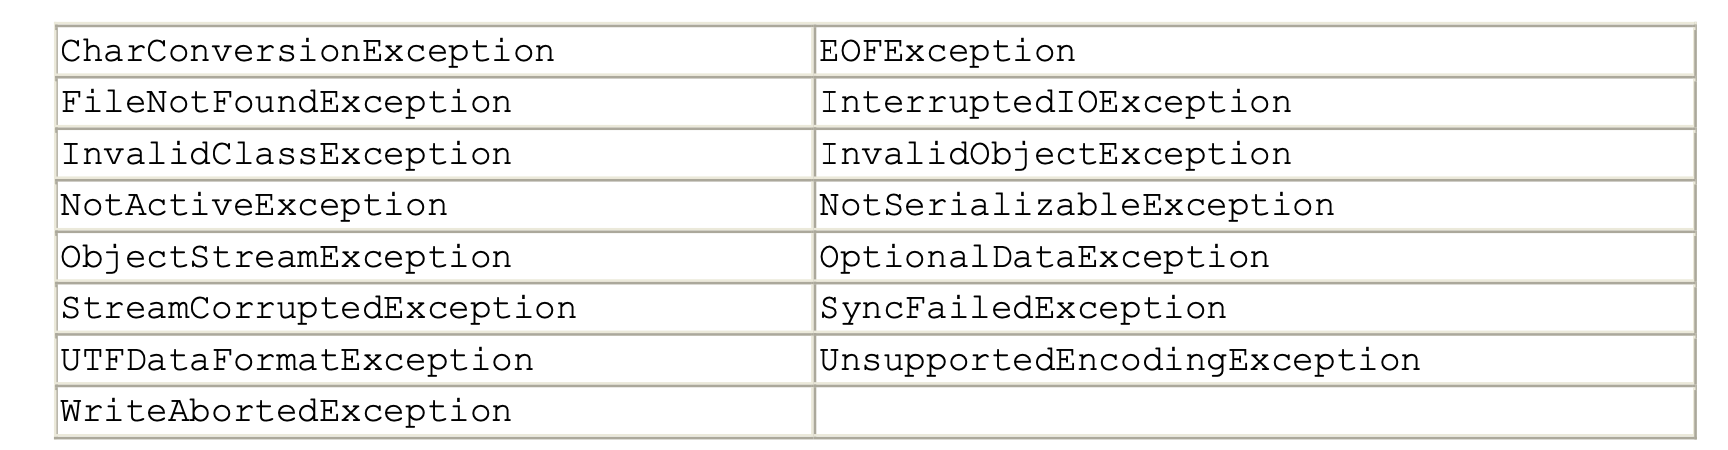 CharConversionException EOFException
FileNotFoundException InterruptedIOException
InvalidClassException InvalidObjectException
NotActiveException NotSerializableException
ObjectStreamException OptionalDataException
StreamCorruptedException SyncFailedException
UTFDataFormatException UnsupportedEncodingException
WriteAbortedException